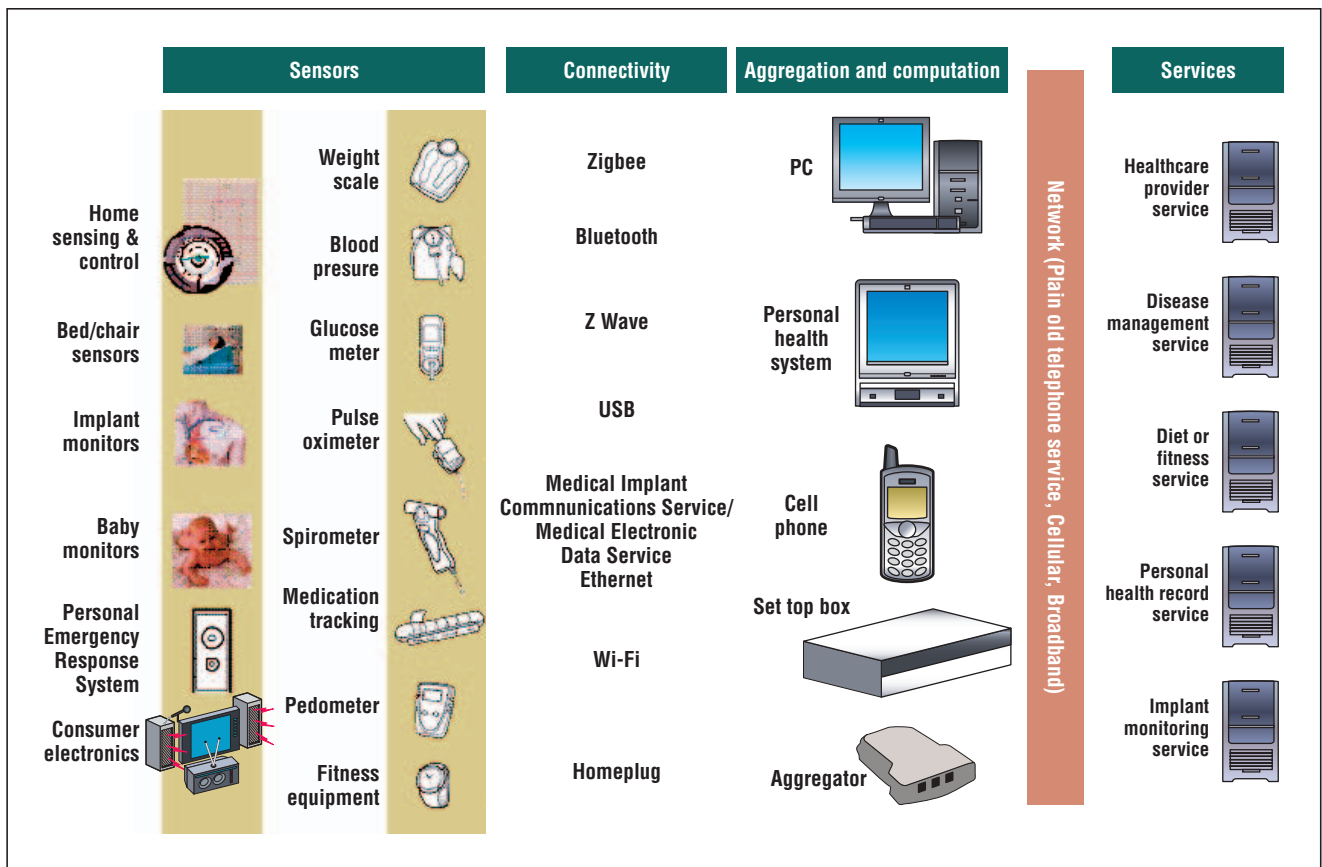 Sensors
Connectivity
Aggregation and computation
Services
Home
sensing &
control
Bed/chair
sensors
Implant
monitors
Baby
monitors
Personal
Emergency
Response
System
Consumer
electronics
Weight
scale
Blood
presure
Glucose
meter
Pulse
oximeter
Spirometer
Medication
tracking
Pedometer
Fitness
equipment
Zigbee
Bluetooth
Z Wave
USB
Medical Implant
Commnunications Service/
Medical Electronic
Data Service
Ethernet
Wi-Fi
Homeplug
PC
Personal
health
system
Cell
phone
Set top box
Aggregator
Network (Plain old telephone service, Cellular, Broadband)
Healthcare
provider
service
Disease
management
service
Diet or
fitness
service
Personal
health record
service
Implant
monitoring
service